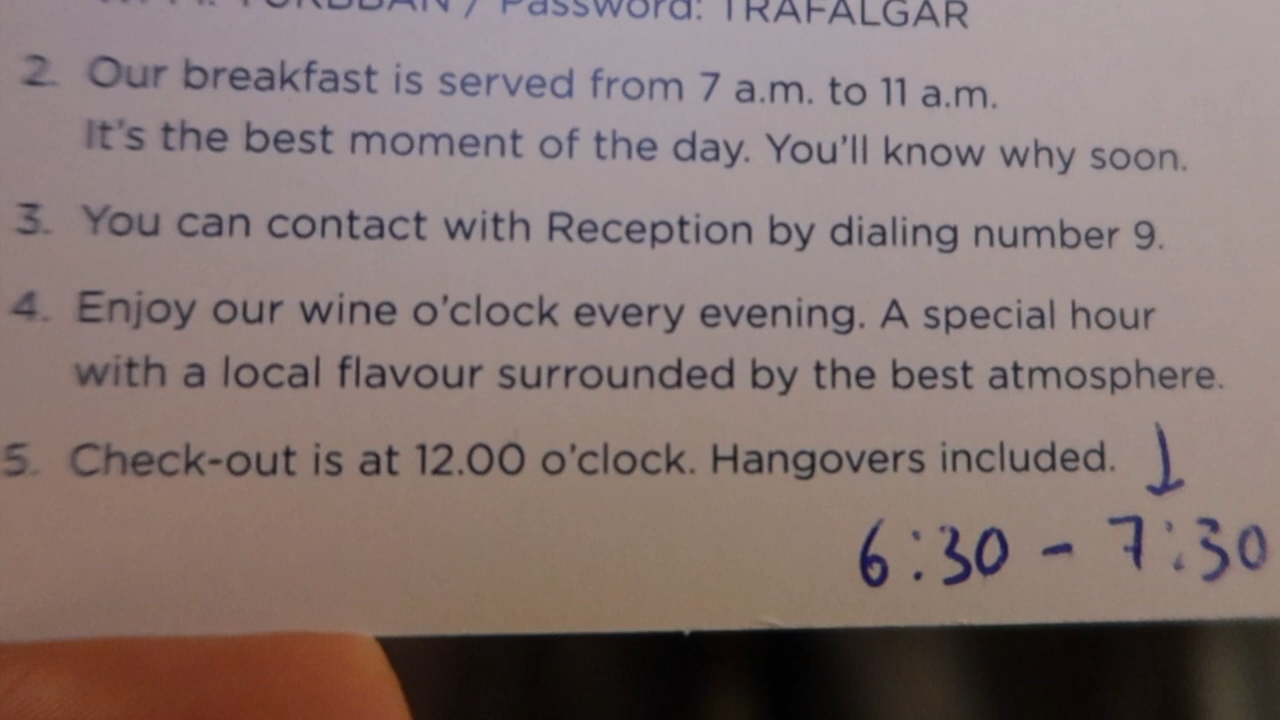 / Password: TRAFALGAR
2. Our breakfast is served from 7 a.m. to 11 a.m.
It's the best moment of the day. You'll know why soon.
3. You can contact with Reception by dialing number 9.
4. Enjoy our wine o'clock every evening. A special hour
with a local flavour surrounded by the best atmosphere.
5. Check-out is at 12.00 o'clock. Hangovers included.
6:30 - 7:30